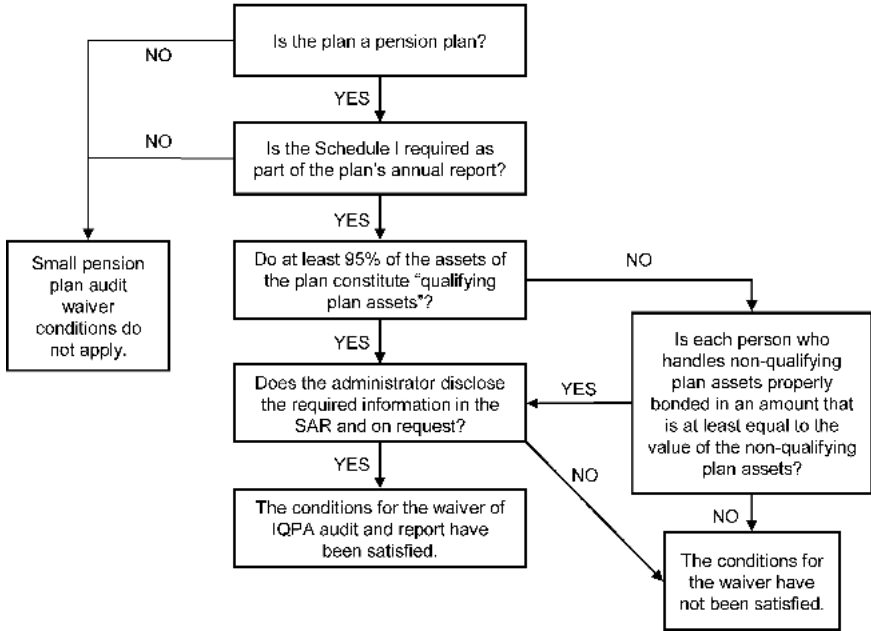 Is the plan a pension plan?
NO
YES
NO
Is the Schedule I required as
part of the plan's annual report?
YES
Small pension
plan audit
waiver
conditions do
not apply.
Do at least 95% of the assets of
the plan constitute “qualifying
plan assets”?
NO
YES
Is each person who
handles non-qualifying
plan assets properly
bonded in an amount that
is at least equal to the
value of the non-qualifying
plan assets?
YES
Does the administrator disclose
the required information in the
SAR and on request?
YES
NO
The conditions for the waiver of
IQPA audit and report have
been satisfied.
NO
The conditions for
the waiver have
not been satisfied.